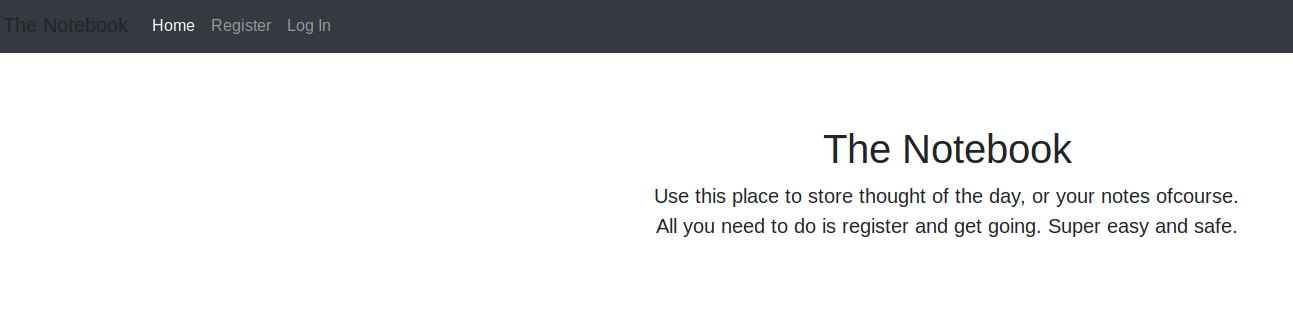 The Notebook Home Register Log In
The Notebook
Use this place to store thought of the day, or your notes ofcourse.
All you need to do is register and get going. Super easy and safe.